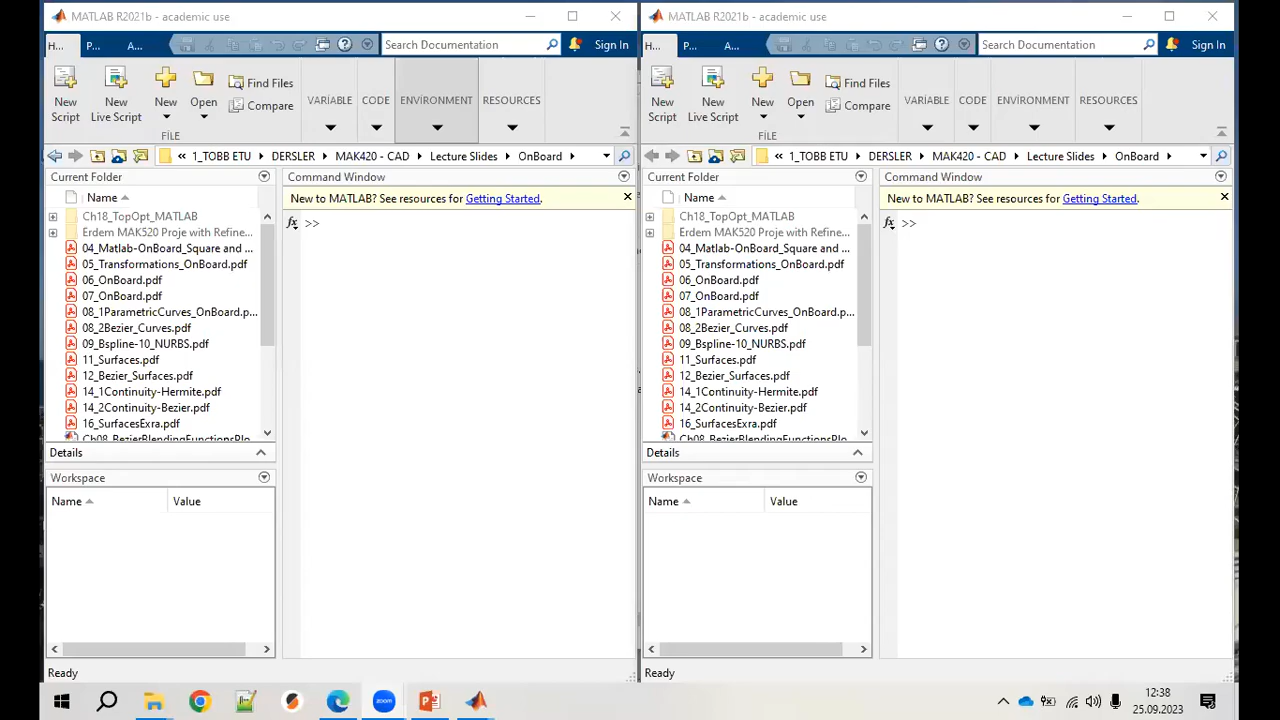 MATLAB R2021b - academic use
H... P... A... Search Documentation Sign In
New Script
New Live Script
New
Open
Find Files
Compare
VARIABLE
CODE
ENVIRONMENT
RESOURCES
FILE
« 1_TOBB ETU › DERSLER › MAK420 - CAD › Lecture Slides › OnBoard ›
Current Folder
Name
Ch18_TopOpt_MATLAB
Erdem MAK520 Proje with Refine...
04_Matlab-OnBoard_Square and ...
05_Transformations_OnBoard.pdf
06_OnBoard.pdf
07_OnBoard.pdf
08_1ParametricCurves_OnBoard.p...
08_2Bezier_Curves.pdf
09_Bspline-10_NURBS.pdf
11_Surfaces.pdf
12_Bezier_Surfaces.pdf
14_1Continuity-Hermite.pdf
14_2Continuity-Bezier.pdf
16_SurfacesExra.pdf
Ch08_BezierBlendingFunctionsPlo...
Details
Workspace
Name Value
Command Window
New to MATLAB? See resources for Getting Started.
fx >>
Ready
MATLAB R2021b - academic use
H... P... A... Search Documentation Sign In
New Script
New Live Script
New
Open
Find Files
Compare
VARIABLE
CODE
ENVIRONMENT
RESOURCES
FILE
« 1_TOBB ETU › DERSLER › MAK420 - CAD › Lecture Slides › OnBoard ›
Current Folder
Name
Ch18_TopOpt_MATLAB
Erdem MAK520 Proje with Refine...
04_Matlab-OnBoard_Square and ...
05_Transformations_OnBoard.pdf
06_OnBoard.pdf
07_OnBoard.pdf
08_1ParametricCurves_OnBoard.p...
08_2Bezier_Curves.pdf
09_Bspline-10_NURBS.pdf
11_Surfaces.pdf
12_Bezier_Surfaces.pdf
14_1Continuity-Hermite.pdf
14_2Continuity-Bezier.pdf
16_SurfacesExra.pdf
Ch08_BezierBlendingFunctionsPlo...
Details
Workspace
Name Value
Command Window
New to MATLAB? See resources for Getting Started.
fx >>
Ready
zoom
12:38
25.09.2023